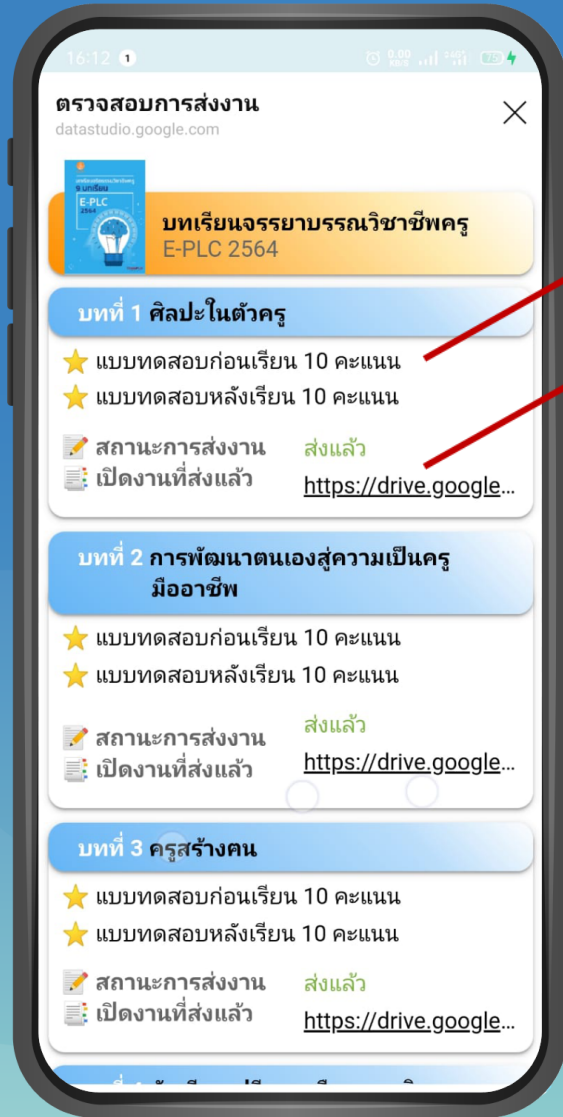 16:12 1 0.00 KB/S 75
ตรวจสอบการส่งงาน
datastudio.google.com
9 บทเรียน
E-PLC
2564
บทเรียนจรรยาบรรณวิชาชีพครู
E-PLC 2564
บทที่ 1 ศิลปะในตัวครู
แบบทดสอบก่อนเรียน 10 คะแนน
แบบทดสอบหลังเรียน 10 คะแนน
สถานะการส่งงาน ส่งแล้ว
เปิดงานที่ส่งแล้ว https://drive.google...
บทที่ 2 การพัฒนาตนเองสู่ความเป็นครู
มืออาชีพ
แบบทดสอบก่อนเรียน 10 คะแนน
แบบทดสอบหลังเรียน 10 คะแนน
สถานะการส่งงาน ส่งแล้ว
เปิดงานที่ส่งแล้ว https://drive.google...
บทที่ 3 ครูสร้างฅน
แบบทดสอบก่อนเรียน 10 คะแนน
แบบทดสอบหลังเรียน 10 คะแนน
สถานะการส่งงาน ส่งแล้ว
เปิดงานที่ส่งแล้ว https://drive.google...